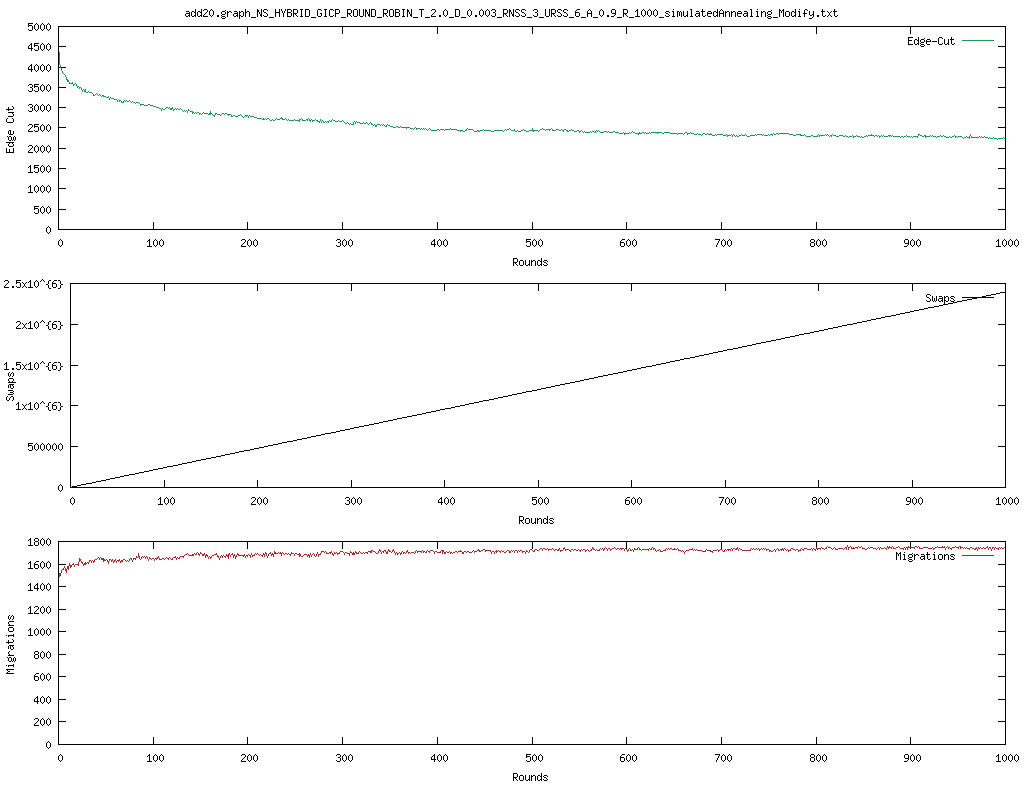 add20.graph_NS_HYBRID_GICP_ROUND_ROBIN_T_2.0_D_0.003_RNSS_3_URSS_6_A_0.9_R_1000_simulatedAnnealing_Modify.txt
5000
Edge-Cut
4500
4000
3500
3000
2500
2000
1500
1000
500
0
Edge Cut
0 100 200 300 400 500 600 700 800 900 1000
Rounds
2.5x10^{6}
Swaps
2x10^{6}
1.5x10^{6}
1x10^{6}
500000
0
Swaps
0 100 200 300 400 500 600 700 800 900 1000
Rounds
1800
Migrations
1600
1400
1200
1000
800
600
400
200
0
Migrations
0 100 200 300 400 500 600 700 800 900 1000
Rounds